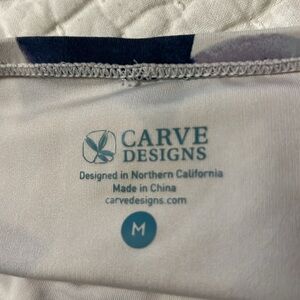 CARVE
DESIGNS
Designed in Northern California
Made in China
carvedesigns.com
M